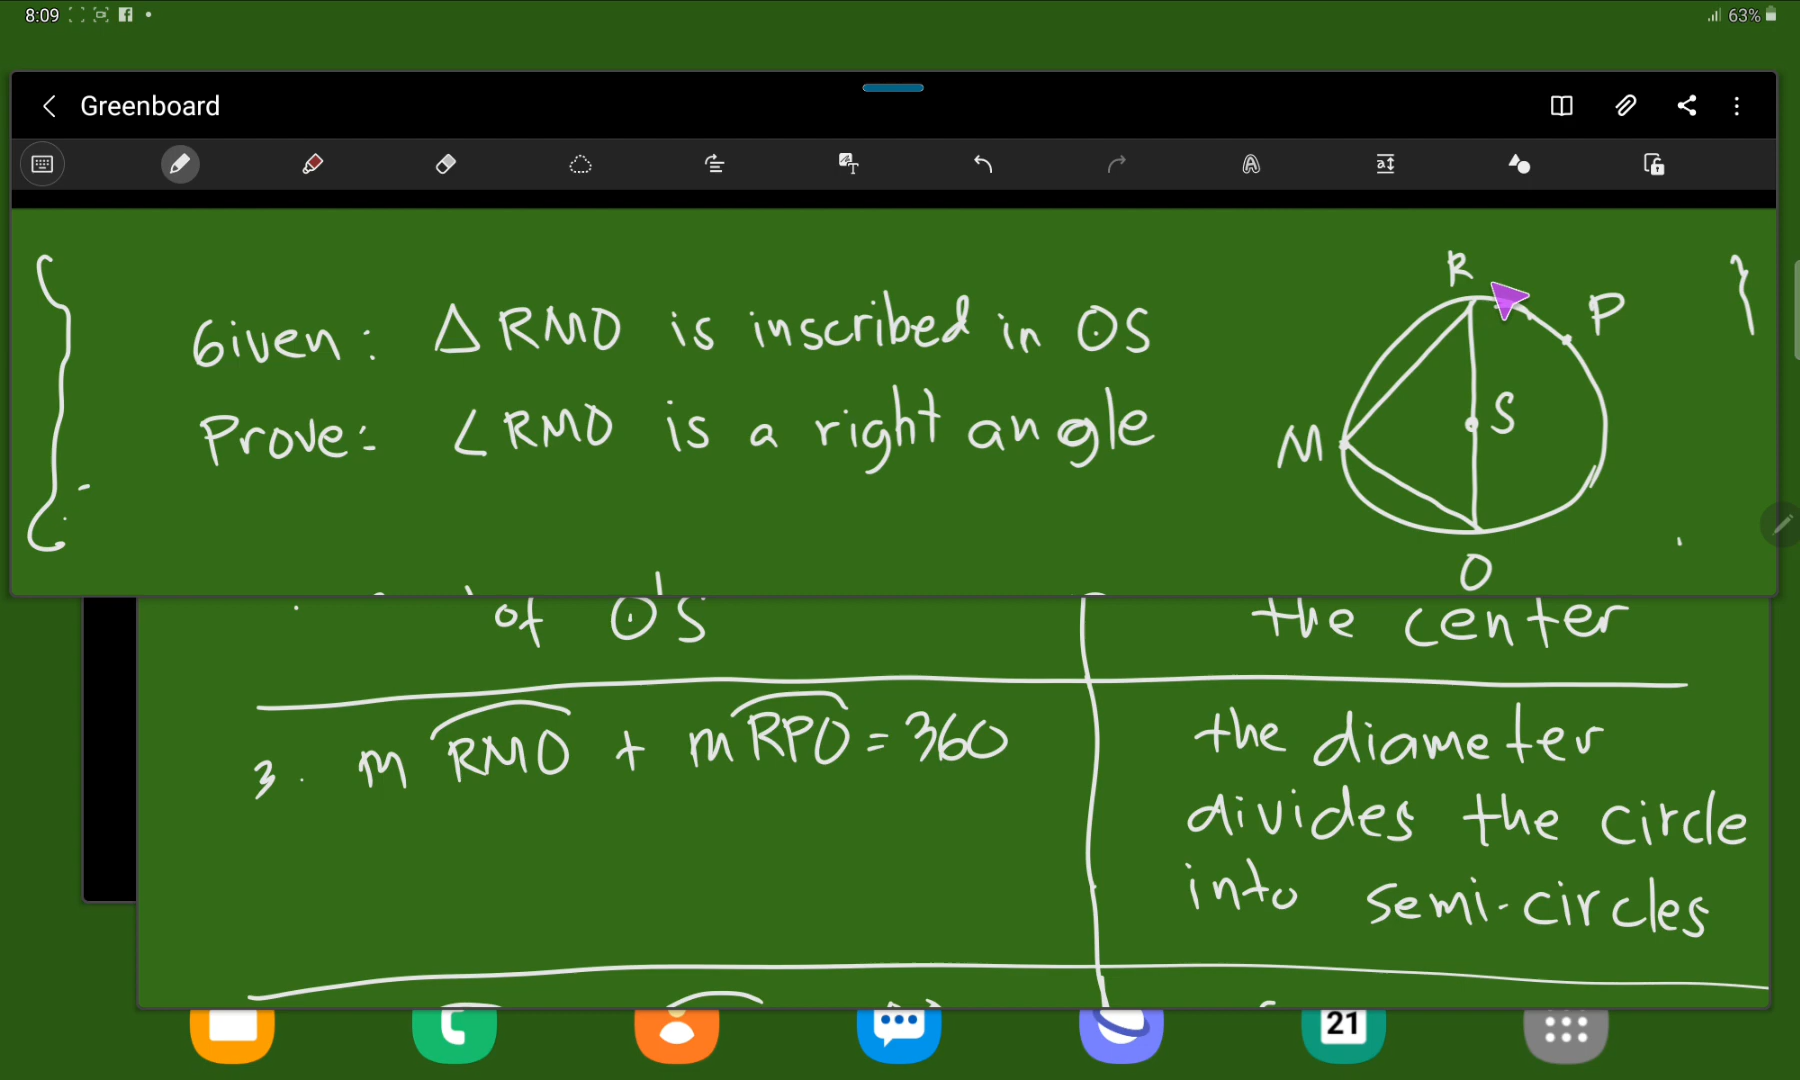 8:09
63%
Greenboard
Given: △RMO is inscribed in ⊙S
Prove: ∠RMO is a right angle
R
P
S
M
O
of ⊙S
the center
3. m RMO + m RPO = 360
the diameter
divides the circle
into semi-circles
21